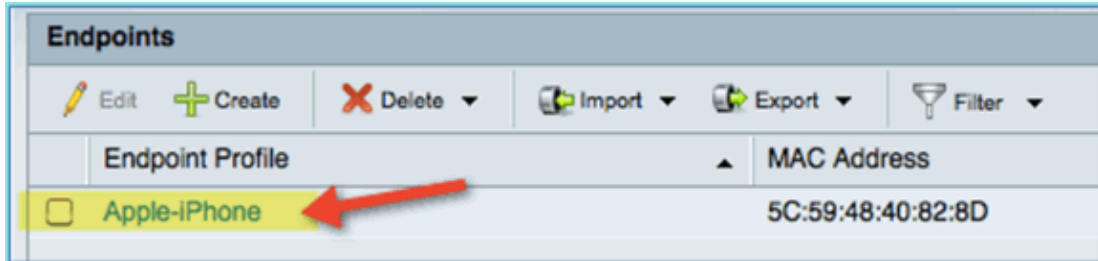 Endpoints
Edit Create Delete Import Export Filter
Endpoint Profile MAC Address
Apple-iPhone 5C:59:48:40:82:8D